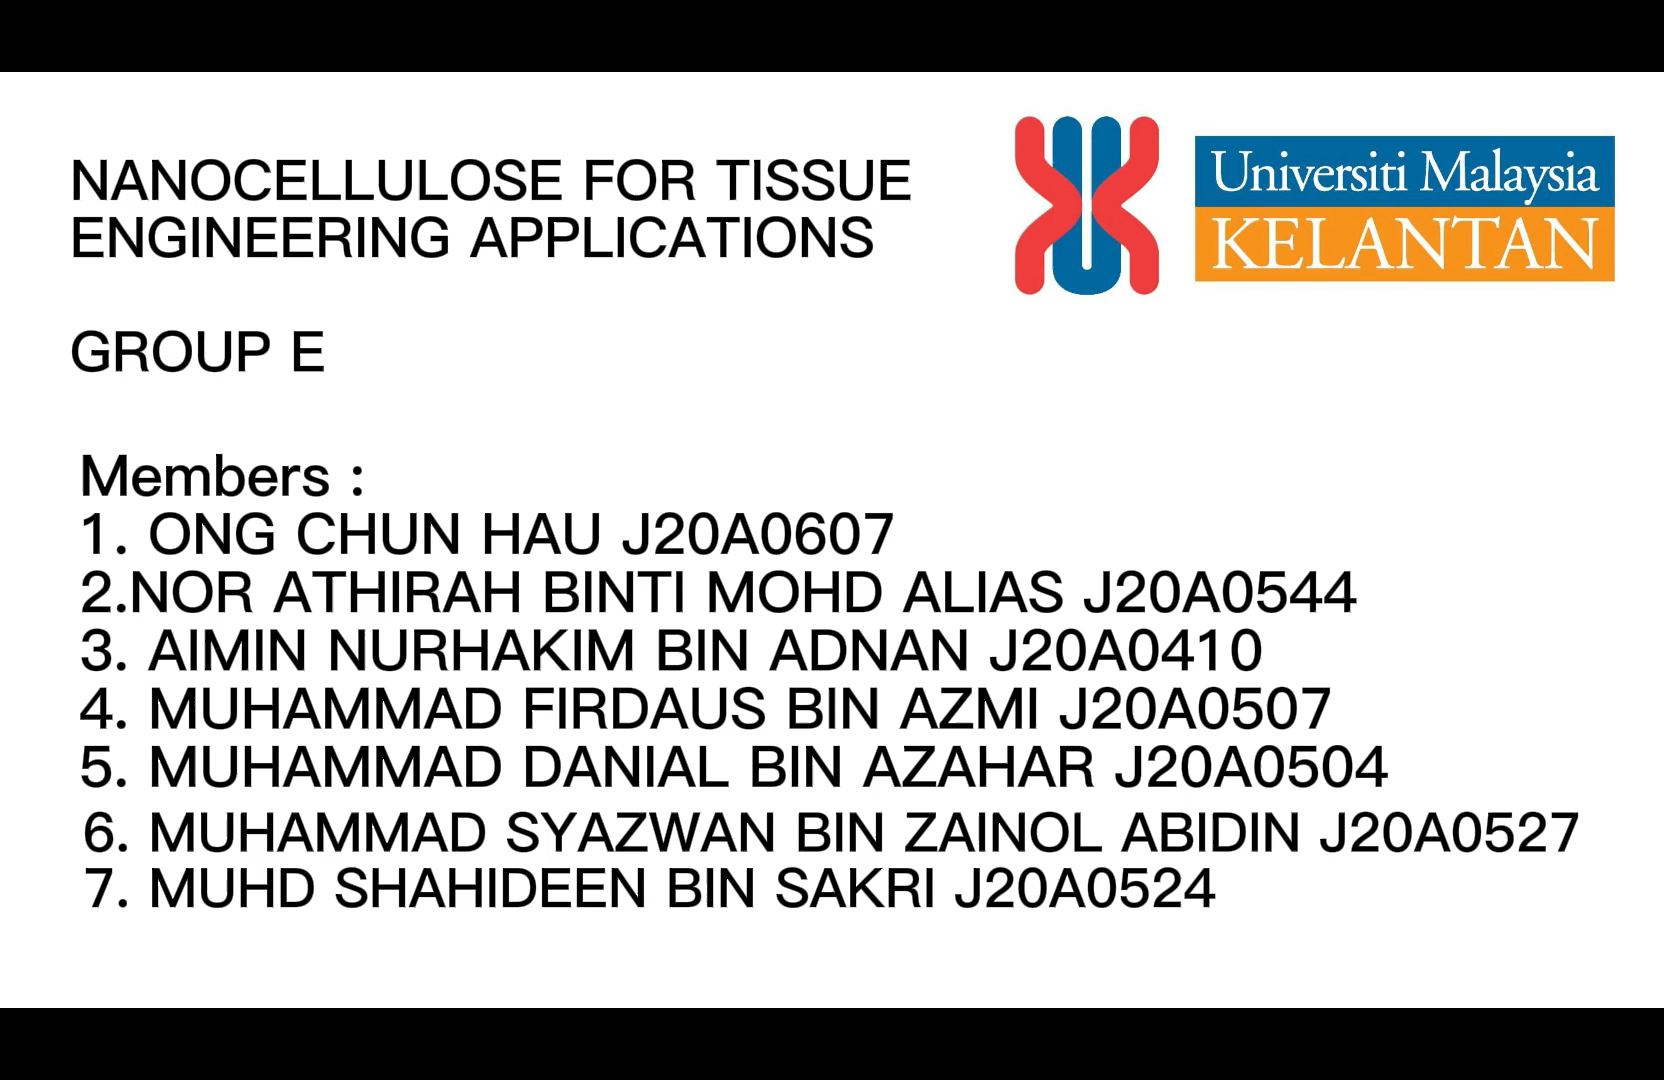 NANOCELLULOSE FOR TISSUE
ENGINEERING APPLICATIONS
Universiti Malaysia
KELANTAN
GROUP E
Members :
1. ONG CHUN HAU J20A0607
2.NOR ATHIRAH BINTI MOHD ALIAS J20A0544
3. AIMIN NURHAKIM BIN ADNAN J20A0410
4. MUHAMMAD FIRDAUS BIN AZMI J20A0507
5. MUHAMMAD DANIAL BIN AZAHAR J20A0504
6. MUHAMMAD SYAZWAN BIN ZAINOL ABIDIN J20A0527
7. MUHD SHAHIDEEN BIN SAKRI J20A0524